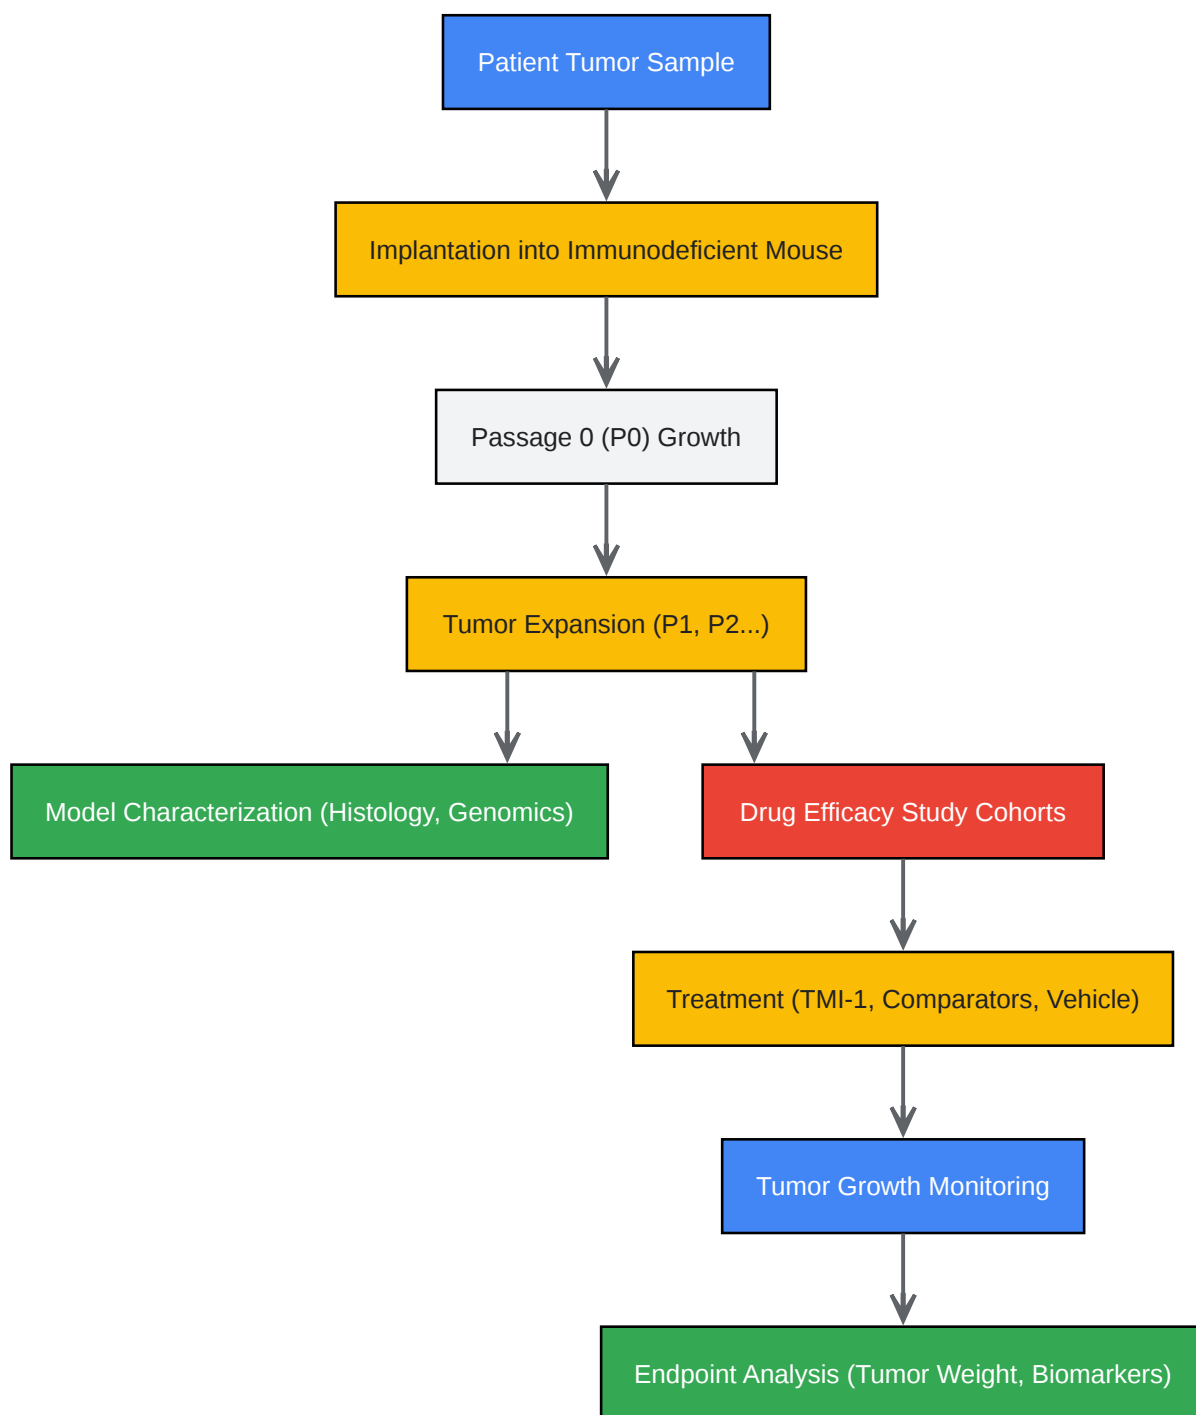 Patient Tumor Sample
Implantation into Immunodeficient Mouse
Passage 0 (P0) Growth
Tumor Expansion (P1, P2...)
Model Characterization (Histology, Genomics)
Drug Efficacy Study Cohorts
Treatment (TMI-1, Comparators, Vehicle)
Tumor Growth Monitoring
Endpoint Analysis (Tumor Weight, Biomarkers)